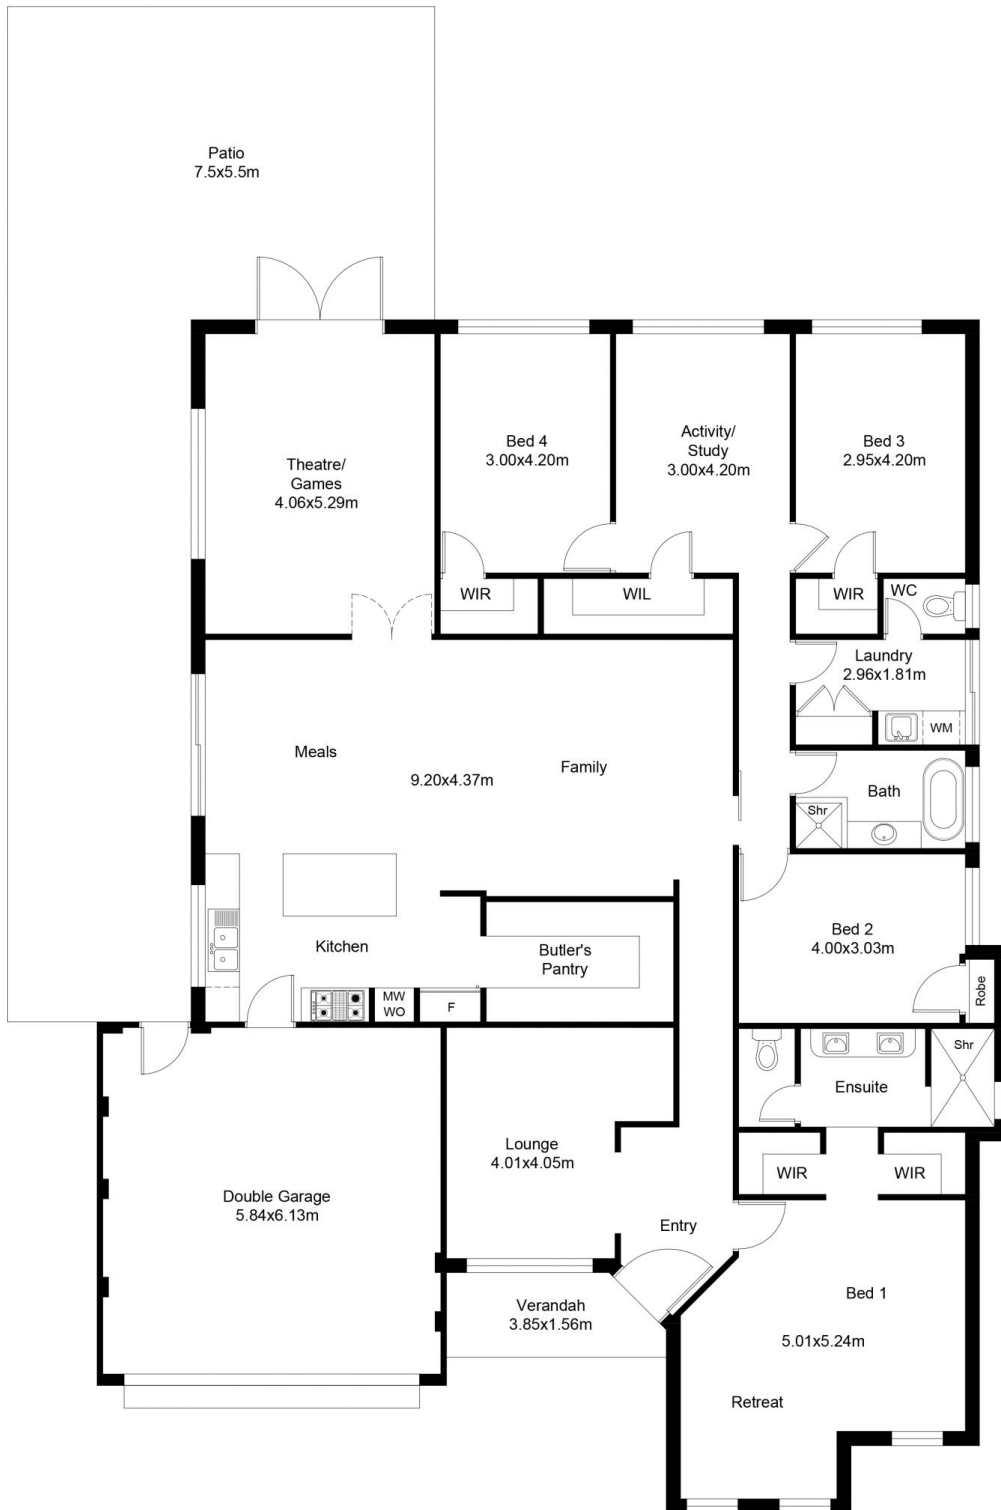 Patio
7.5x5.5m
Theatre/
Games
4.06x5.29m
Bed 4
3.00x4.20m
Activity/
Study
3.00x4.20m
Bed 3
2.95x4.20m
WIR
WIL
WIR
WC
Laundry
2.96x1.81m
WM
Meals
9.20x4.37m
Family
Shr
Bath
Kitchen
Butler's
Pantry
MW
WO
F
Bed 2
4.00x3.03m
Robe
Shr
Ensuite
WIR
WIR
Lounge
4.01x4.05m
Double Garage
5.84x6.13m
Entry
Verandah
3.85x1.56m
Bed 1
5.01x5.24m
Retreat